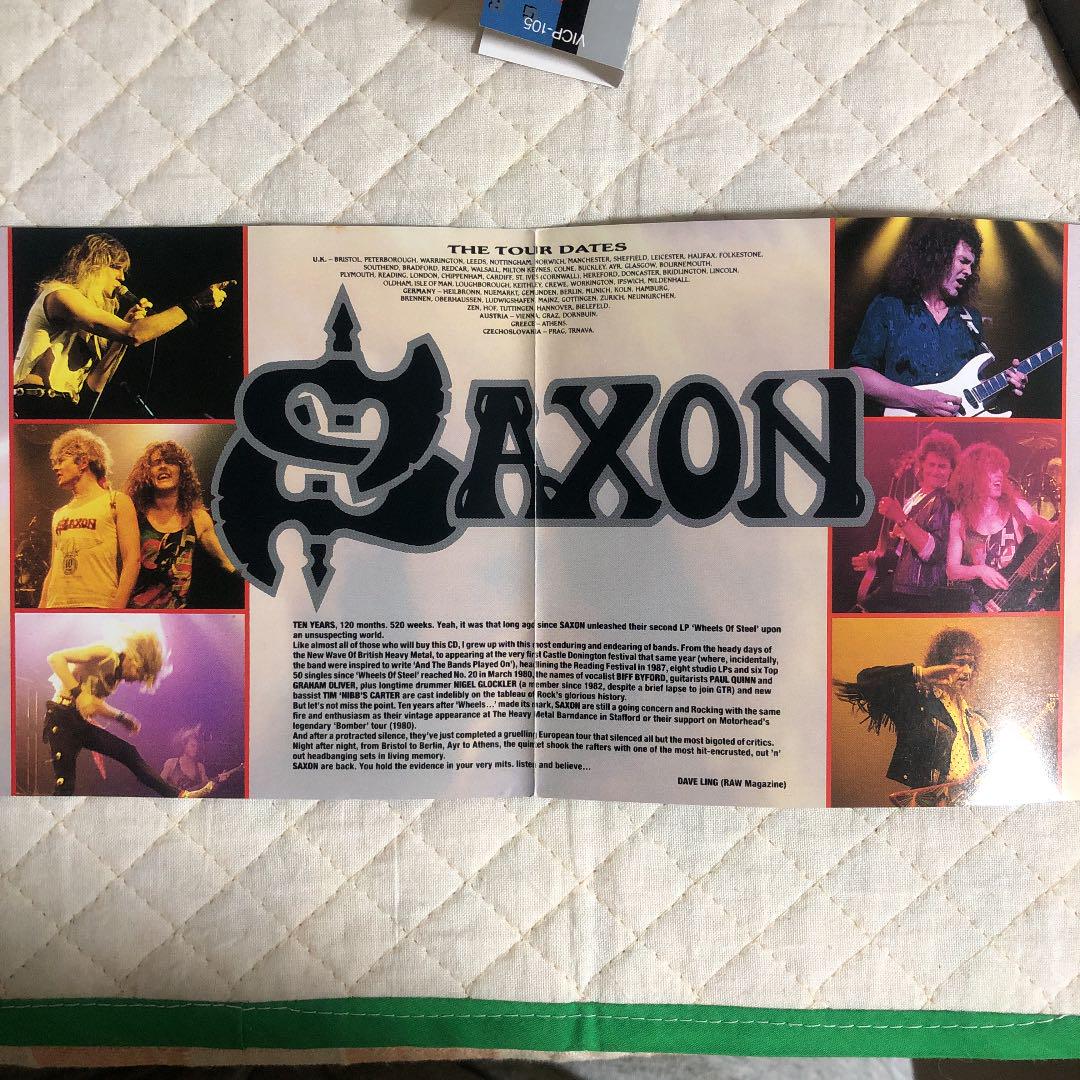 VICP-105
THE TOUR DATES
U.K. – BRISTOL, PETERBOROUGH, WARRINGTON, LEEDS, NOTTINGHAM, NORWICH, MANCHESTER, SHEFFIELD, LEICESTER, HALIFAX, FOLKESTONE,
SOUTHEND, BRADFORD, REDCAR, WALSALL, MILTON KEYNES, COLNE, BUCKLEY, AYR, GLASGOW, BOURNEMOUTH,
PLYMOUTH, READING, LONDON, CHIPPENHAM, CARDIFF, ST. IVES (CORNWALL), HEREFORD, DONCASTER, BRIDLINGTON, LINCOLN,
OLDHAM, ISLE OF MAN, LOUGHBOROUGH, KEITHLEY, CREWE, WORKINGTON, IPSWICH, MILDENHALL.
GERMANY – HEILBRONN, NUEMARKT, GEMUNDEN, BERLIN, MUNICH, KOLN, HAMBURG,
BRENNEN, OBERHAUSSEN, LUDWIGSHAFEN, MAINZ, GOTTINGEN, ZURICH, NEUNKIRCHEN,
ZEN, HOF, TUTTINGEN, HANNOVER, BIELEFELD.
AUSTRIA – VIENNA, GRAZ, DORNBUIN.
GREECE – ATHENS.
CZECHOSLOVAKIA – PRAG, TRNAVA.
SAXON
SAXON
TEN YEARS, 120 months. 520 weeks. Yeah, it was that long ago since SAXON unleashed their second LP 'Wheels Of Steel' upon
an unsuspecting world.
Like almost all of those who will buy this CD, I grew up with this most enduring and endearing of bands. From the heady days of
the New Wave Of British Heavy Metal, to appearing at the very first Castle Donington festival that same year (where, incidentally,
the band were inspired to write 'And The Bands Played On'), headlining the Reading Festival in 1987, eight studio LPs and six Top
50 singles since 'Wheels Of Steel' reached No. 20 in March 1980, the names of vocalist BIFF BYFORD, guitarists PAUL QUINN and
GRAHAM OLIVER, plus longtime drummer NIGEL GLOCKLER (a member since 1982, despite a brief lapse to join GTR) and new
bassist TIM 'NIBB'S CARTER are cast indelibly on the tableau of Rock's glorious history.
But let's not miss the point. Ten years after 'Wheels...' made its mark, SAXON are still a going concern and Rocking with the same
fire and enthusiasm as their vintage appearance at The Heavy Metal Barndance in Stafford or their support on Motorhead's
legendary 'Bomber' tour (1980).
And after a protracted silence, they've just completed a gruelling European tour that silenced all but the most bigoted of critics.
Night after night, from Bristol to Berlin, Ayr to Athens, the quintet shook the rafters with one of the most hit-encrusted, out 'n'
out headbanging sets in living memory.
SAXON are back. You hold the evidence in your very mits. listen and believe...
DAVE LING (RAW Magazine)